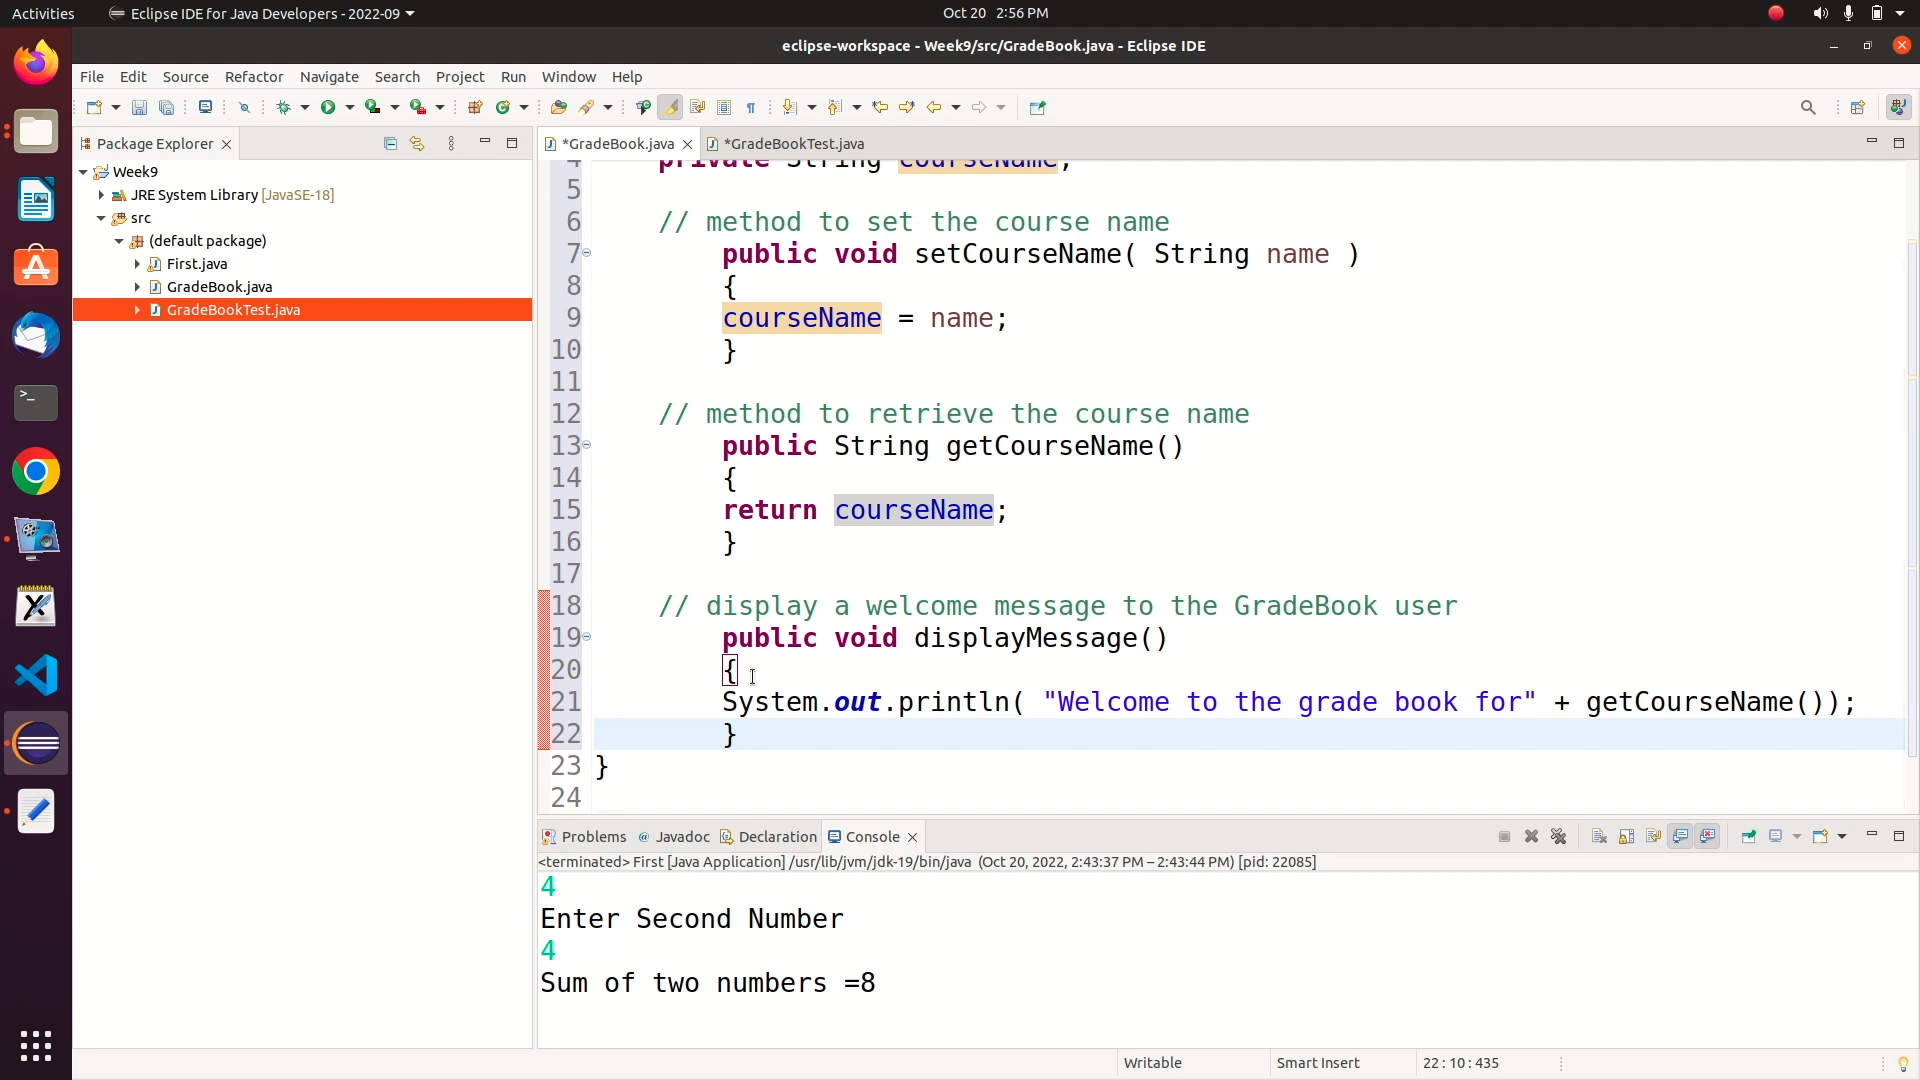 Activities Eclipse IDE for Java Developers - 2022-09 Oct 20 2:56 PM
eclipse-workspace - Week9/src/GradeBook.java - Eclipse IDE
File Edit Source Refactor Navigate Search Project Run Window Help
Package Explorer
*GradeBook.java *GradeBookTest.java
Week9
JRE System Library [JavaSE-18]
src
(default package)
First.java
GradeBook.java
GradeBookTest.java
4 private String courseName;
5
6 // method to set the course name
7 public void setCourseName( String name )
8 {
9 courseName = name;
10 }
11
12 // method to retrieve the course name
13 public String getCourseName()
14 {
15 return courseName;
16 }
17
18 // display a welcome message to the GradeBook user
19 public void displayMessage()
20 {
21 System.out.println( "Welcome to the grade book for" + getCourseName());
22 }
23 }
24
Problems Javadoc Declaration Console
<terminated> First [Java Application] /usr/lib/jvm/jdk-19/bin/java (Oct 20, 2022, 2:43:37 PM – 2:43:44 PM) [pid: 22085]
4
Enter Second Number
4
Sum of two numbers =8
Writable Smart Insert 22 : 10 : 435